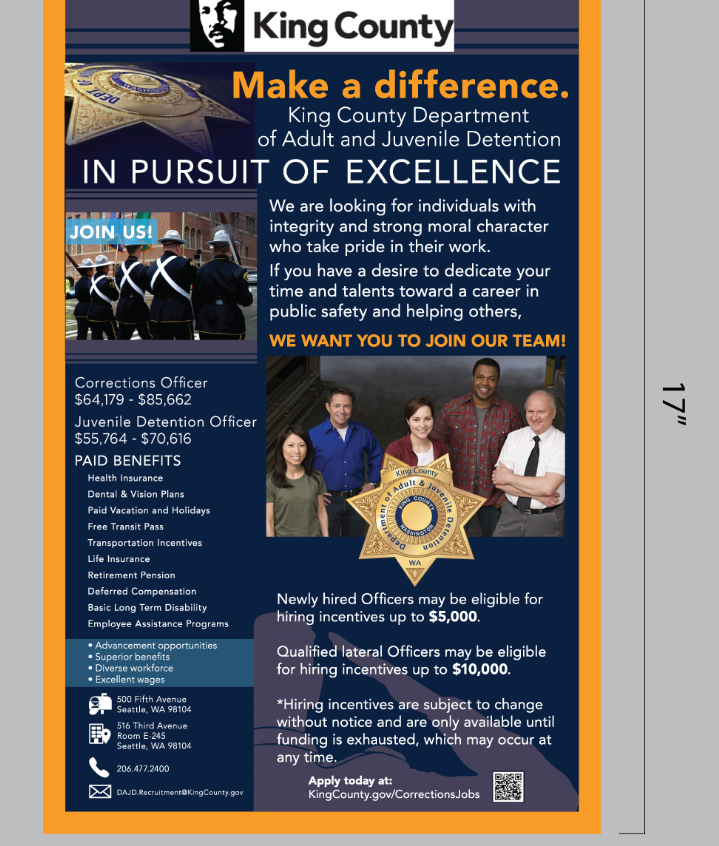 King County
Make a difference.
King County Department
of Adult and Juvenile Detention
IN PURSUIT OF EXCELLENCE
JOIN US!
We are looking for individuals with
integrity and strong moral character
who take pride in their work.
If you have a desire to dedicate your
time and talents toward a career in
public safety and helping others,
WE WANT YOU TO JOIN OUR TEAM!
Corrections Officer
$64,179 - $85,662
Juvenile Detention Officer
$55,764 - $70,616
PAID BENEFITS
Health Insurance
Dental & Vision Plans
Paid Vacation and Holidays
Free Transit Pass
Transportation Incentives
Life Insurance
Retirement Pension
Deferred Compensation
Basic Long Term Disability
Employee Assistance Programs
• Advancement opportunities
• Superior benefits
• Diverse workforce
• Excellent wages
500 Fifth Avenue
Seattle, WA 98104
516 Third Avenue
Room E-245
Seattle, WA 98104
206.477.2400
DAJD.Recruitment@KingCounty.gov
King County
Department of Adult & Juvenile Detention
KING COUNTY
WASHINGTON
WA
Newly hired Officers may be eligible for
hiring incentives up to $5,000.
Qualified lateral Officers may be eligible
for hiring incentives up to $10,000.
*Hiring incentives are subject to change
without notice and are only available until
funding is exhausted, which may occur at
any time.
Apply today at:
KingCounty.gov/CorrectionsJobs
17"